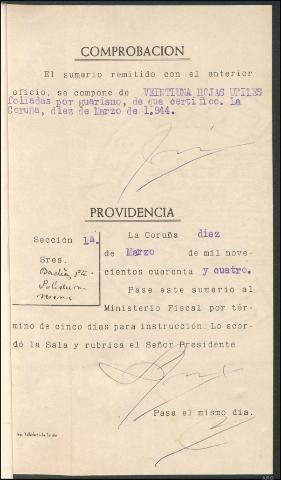 COMPROBACION
El sumario remitido con el anterior
oficio, se compone de VEINTIUNA HOJAS UTILES
foliadas por guarismo, de que certifico. La
Coruña, diez de Marzo de 1.944.
PROVIDENCIA
Sección 1ª
Sres.
La Coruña diez
de Marzo de mil nove-
cientos cuarenta y cuatro.
Pase este sumario al
Ministerio Fiscal por tér-
mino de cinco días para instrucción. Lo acor-
dó la Sala y rubrica el Señor Presidente
Pasa el mismo día.